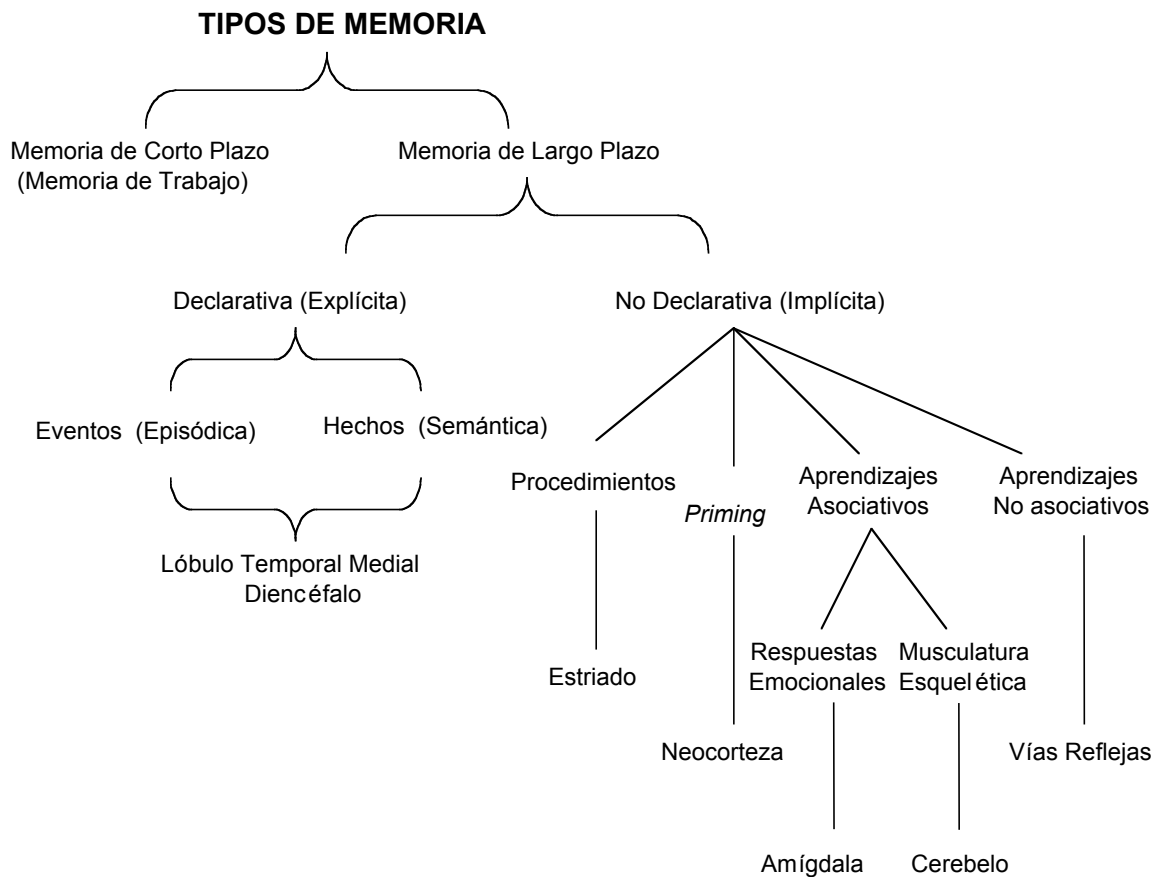 TIPOS DE MEMORIA
Memoria de Corto Plazo
(Memoria de Trabajo)
Memoria de Largo Plazo
Declarativa (Explícita)
No Declarativa (Implícita)
Eventos (Episódica)
Hechos (Semántica)
Lóbulo Temporal Medial
Diencéfalo
Procedimientos
Priming
Aprendizajes
Asociativos
Aprendizajes
No asociativos
Estriado
Respuestas
Emocionales
Musculatura
Esquelética
Neocorteza
Vías Reflejas
Amígdala
Cerebelo